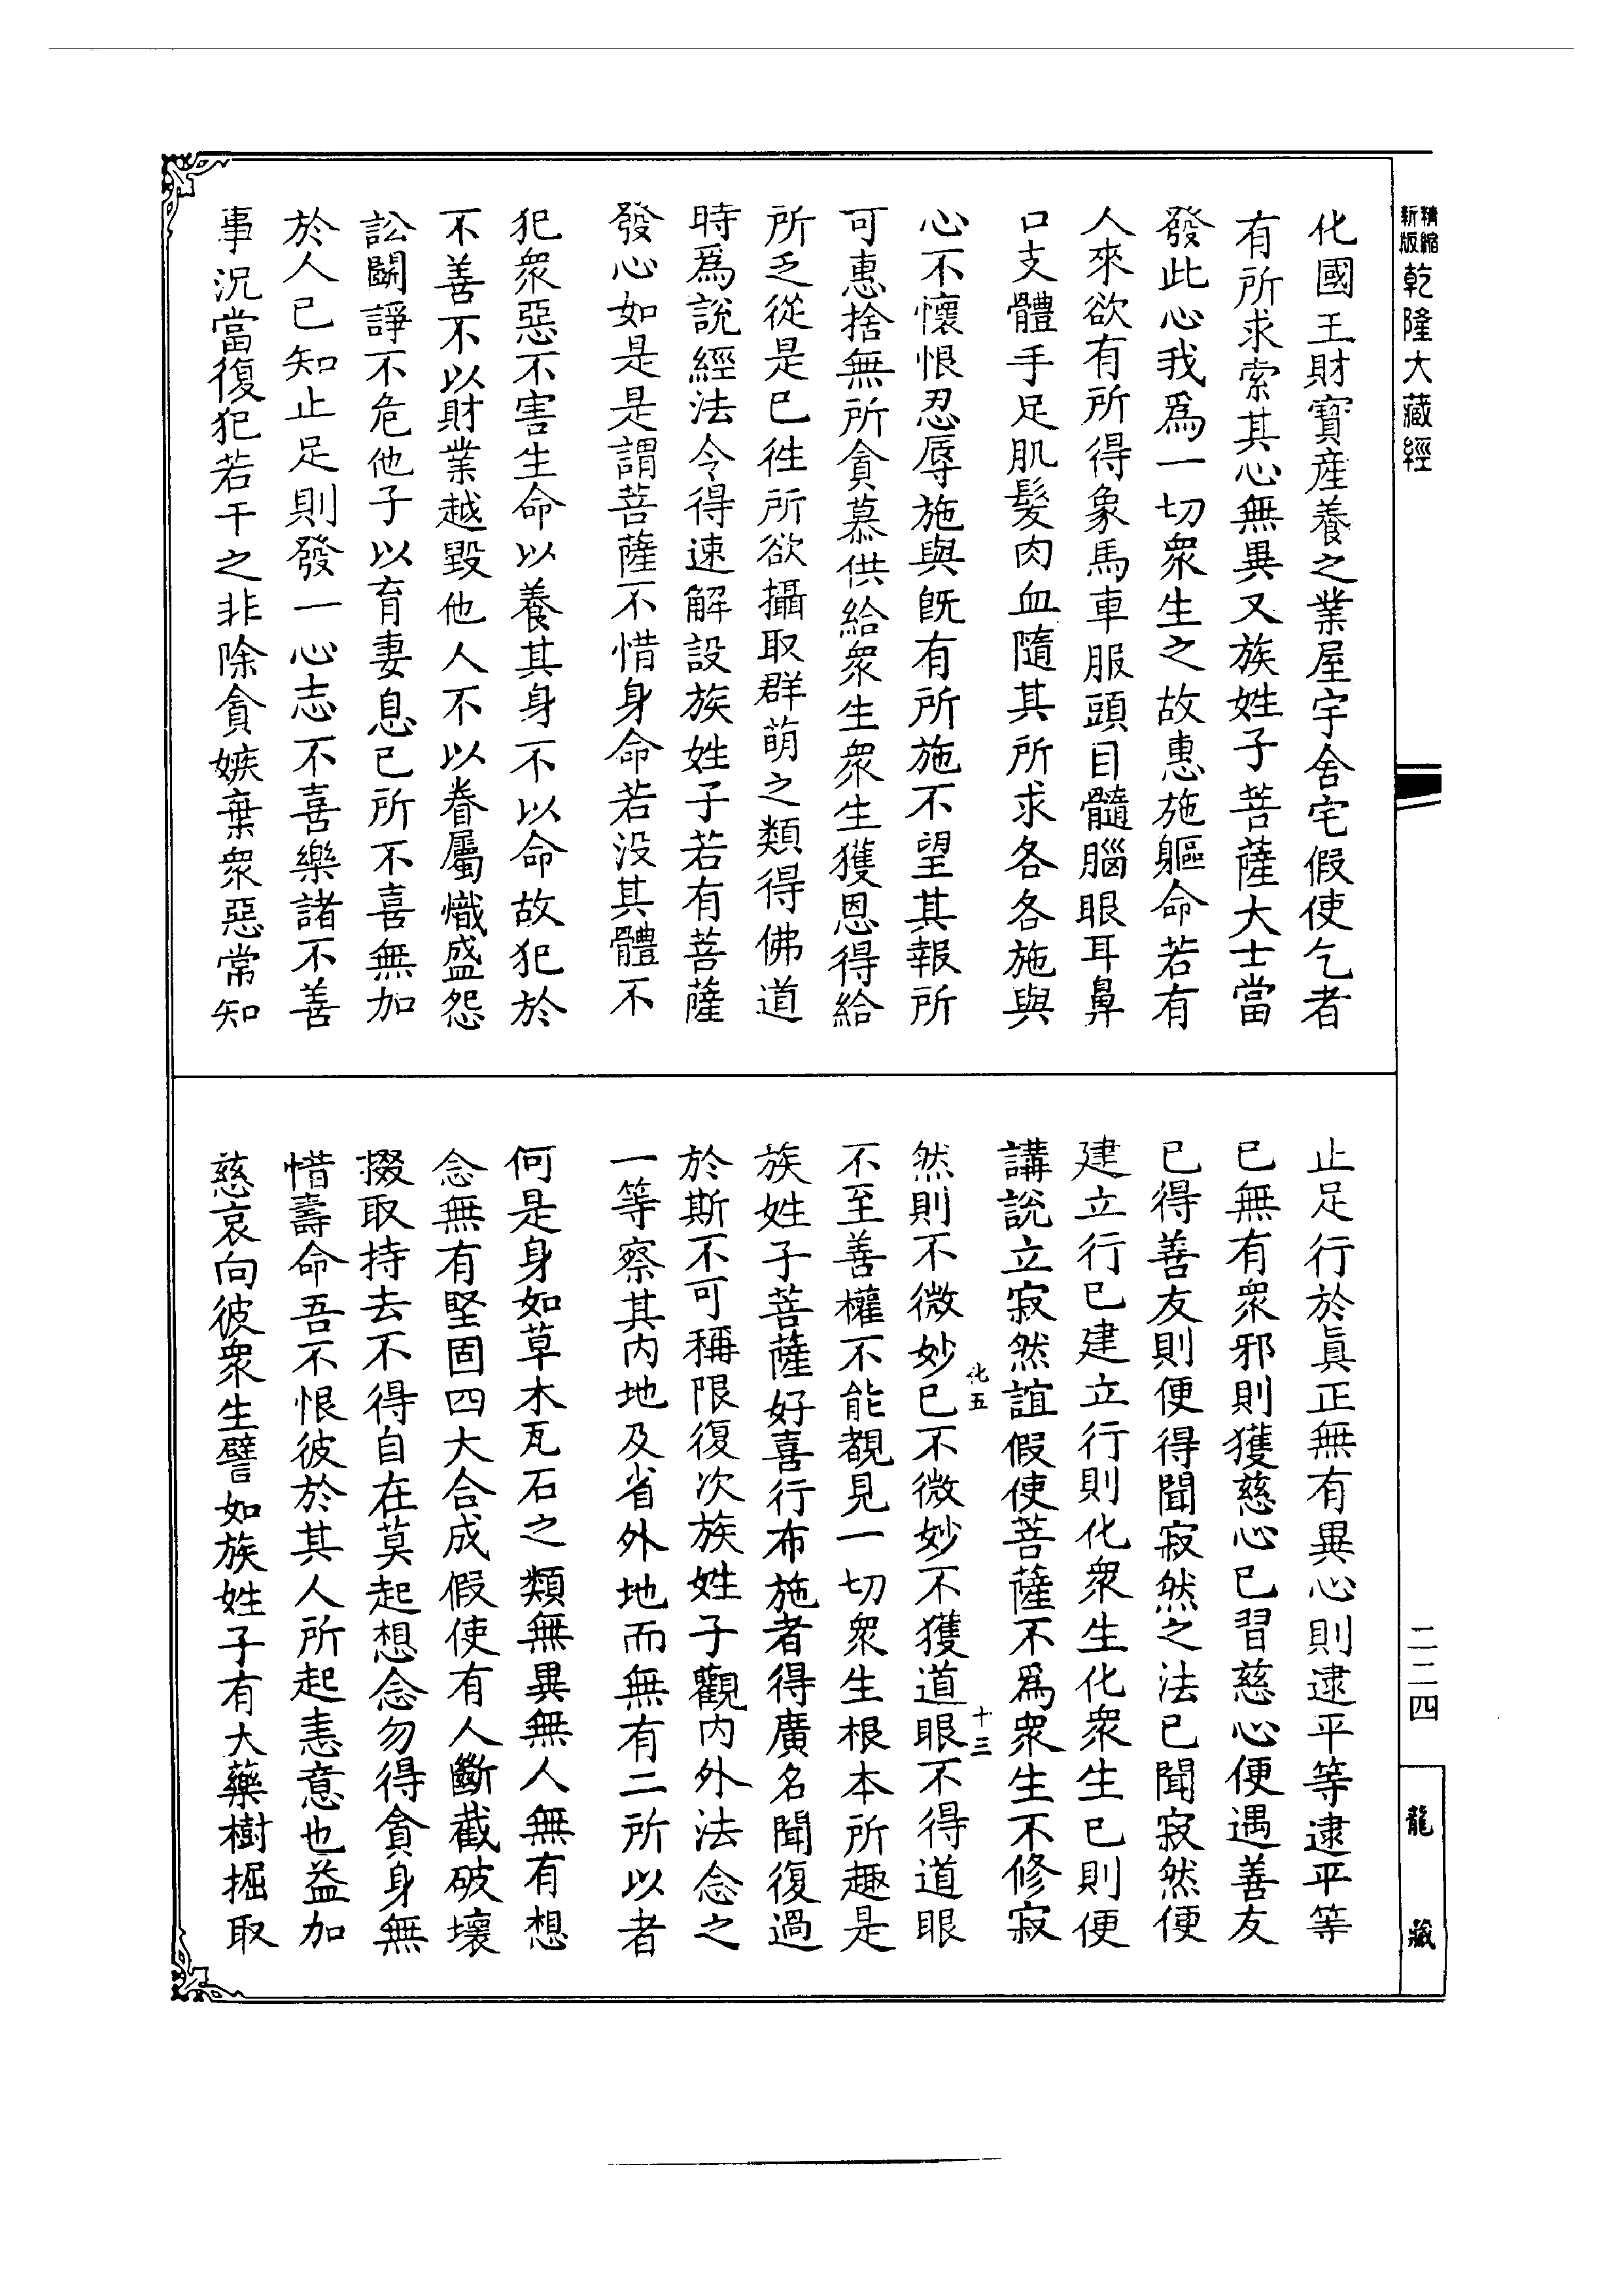 新版精縮乾隆大藏經
化國王財寶產養之業屋宇舍宅假使乞者
有所求索其心無異又族姓子菩薩大士當
發此心我爲一切衆生之故惠施軀命若有
人來欲有所得象馬車服頭目髓腦眼耳鼻
口支體手足肌髮肉血隨其所求各各施與
心不懷恨忍辱施與旣有所施不望其報所
可惠捨無所貪慕供給衆生衆生獲恩得給
所乏從是已徃所欲攝取群萌之類得佛道
時爲說經法令得速解設族姓子若有菩薩
發心如是是謂菩薩不惜身命若没其體不
犯衆惡不害生命以養其身不以命故犯於
不善不以財業越毀他人不以眷屬熾盛怨
訟鬬諍不危他子以育妻息已所不喜無加
於人已知止足則發一心志不喜樂諸不善
事況當復犯若干之非除貪嫉棄衆惡常知
止足行於眞正無有異心則逮平等逮平等
已無有衆邪則獲慈心已習慈心便遇善友
已得善友則便得聞寂然之法已聞寂然便
建立行已建立行則化衆生化衆生已則便
講說立寂然誼假使菩薩不爲衆生不修寂
然則不微妙已不微妙不獲道眼不得道眼
化五
十三
不至善權不能覩見一切衆生根本所趣是
族姓子菩薩好喜行布施者得廣名聞復過
於斯不可稱限復次族姓子觀内外法念之
一等察其内地及省外地而無有二所以者
何是身如草木瓦石之類無異無人無有想
念無有堅固四大合成假使有人斷截破壞
掇取持去不得自在莫起想念勿得貪身無
惜壽命吾不恨彼於其人所起恚意也益加
慈哀向彼衆生譬如族姓子有大藥樹掘取
二二四
龍藏